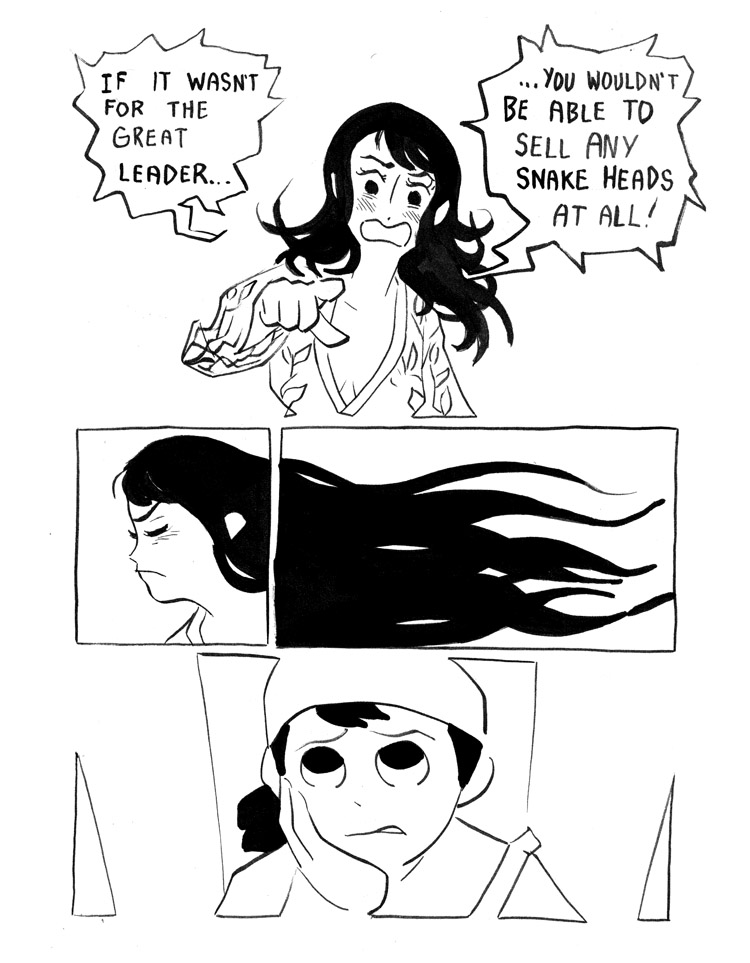 IF IT WASN'T
FOR THE
GREAT
LEADER...
...YOU WOULDN'T
BE ABLE TO
SELL ANY
SNAKE HEADS
AT ALL!